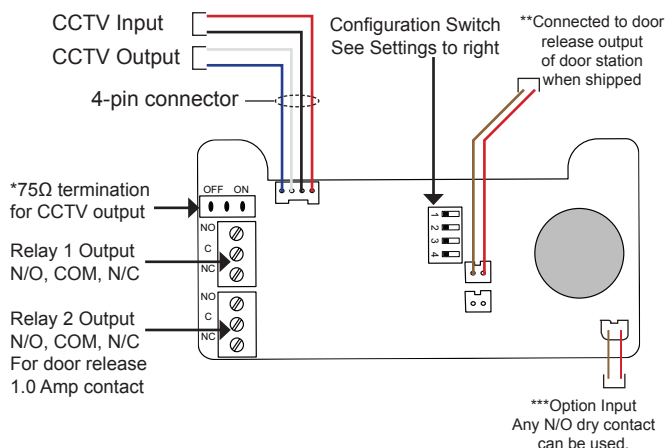 CCTV Input
CCTV Output
4-pin connector
Configuration Switch
See Settings to right
**Connected to door
release output
of door station
when shipped
*75Ω termination
for CCTV output
OFF ON
1
2
3
4
NO
C
NC
Relay 1 Output
N/O, COM, N/C
NO
C
NC
Relay 2 Output
N/O, COM, N/C
For door release
1.0 Amp contact
***Option Input
Any N/O dry contact
can be used.